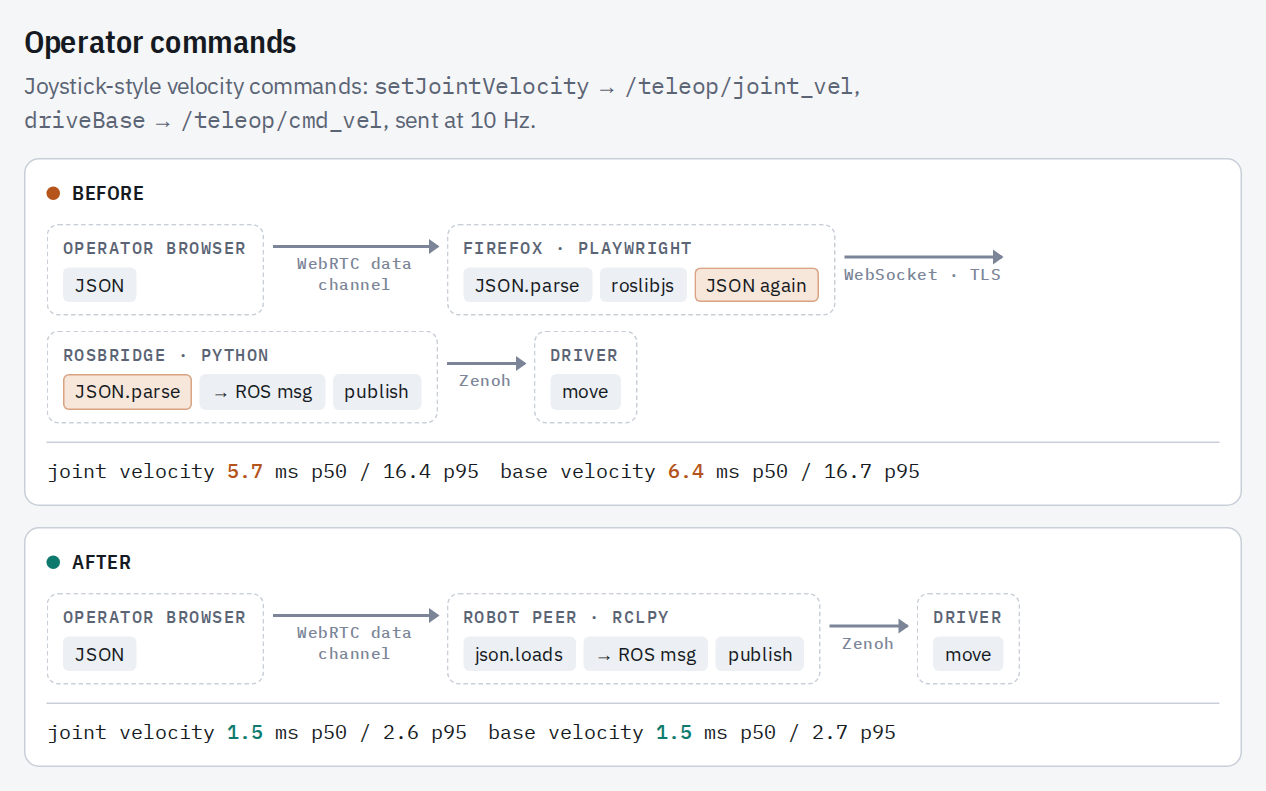 Operator commands
Joystick-style velocity commands: setJointVelocity → /teleop/joint_vel,
driveBase → /teleop/cmd_vel, sent at 10 Hz.
BEFORE
OPERATOR BROWSER
JSON
WebRTC data
channel
FIREFOX · PLAYWRIGHT
JSON.parse roslibjs JSON again
WebSocket · TLS
ROSBRIDGE · PYTHON
JSON.parse → ROS msg publish
Zenoh
DRIVER
move
joint velocity 5.7 ms p50 / 16.4 p95 base velocity 6.4 ms p50 / 16.7 p95
AFTER
OPERATOR BROWSER
JSON
WebRTC data
channel
ROBOT PEER · RCLPY
json.loads → ROS msg publish
Zenoh
DRIVER
move
joint velocity 1.5 ms p50 / 2.6 p95 base velocity 1.5 ms p50 / 2.7 p95